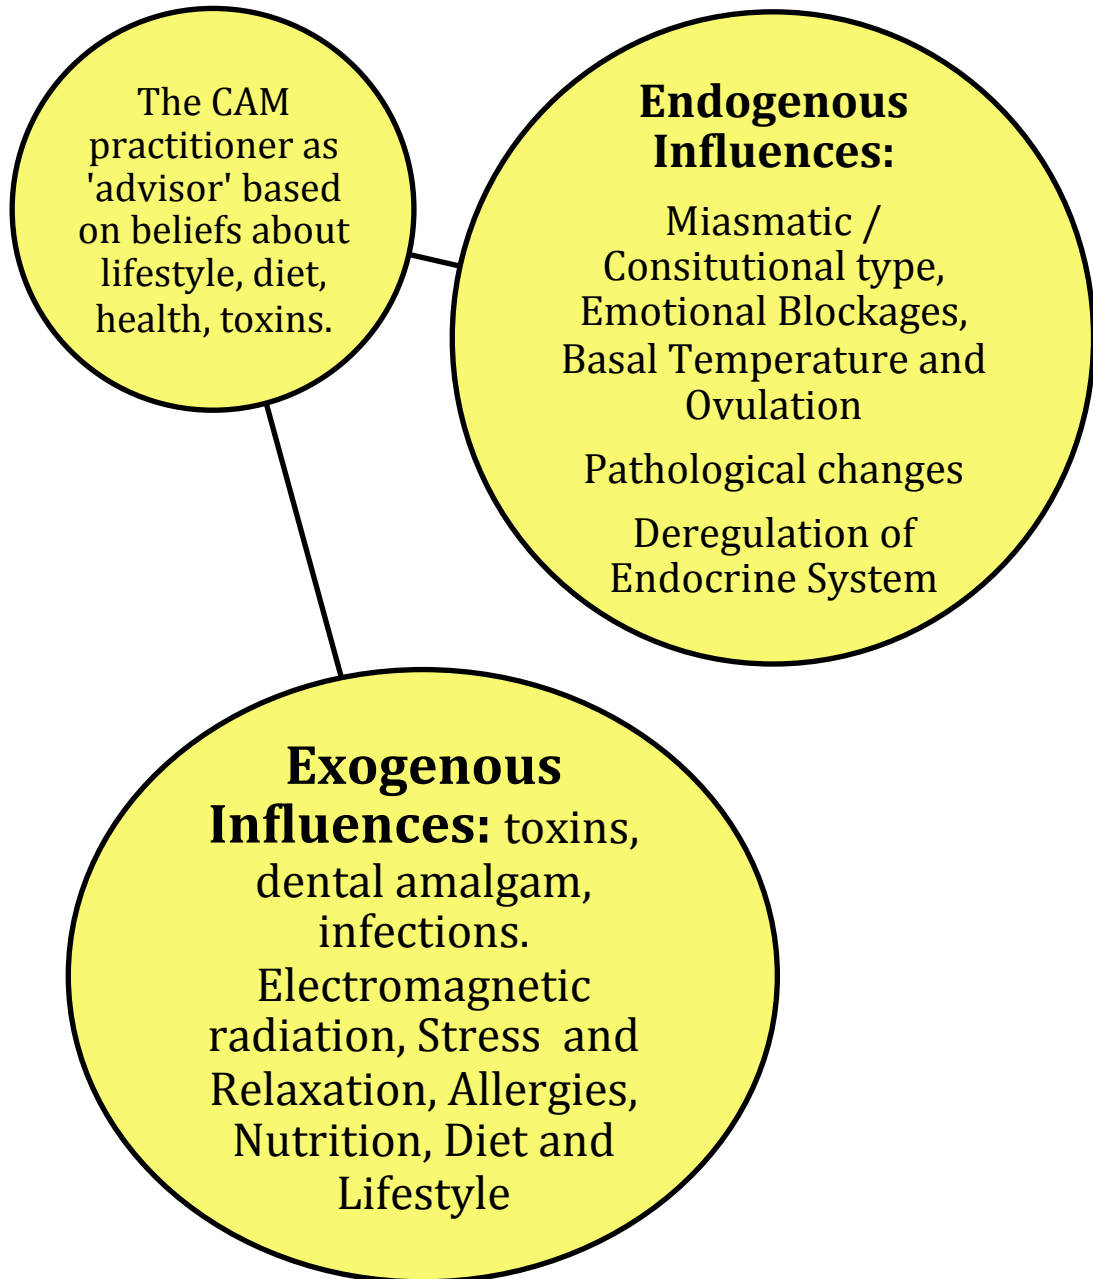 The CAM
practitioner as
'advisor' based
on beliefs about
lifestyle, diet,
health, toxins.
Endogenous
Influences:
Miasmatic /
Consitutional type,
Emotional Blockages,
Basal Temperature and
Ovulation
Pathological changes
Deregulation of
Endocrine System
Exogenous
Influences: toxins,
dental amalgam,
infections.
Electromagnetic
radiation, Stress  and
Relaxation, Allergies,
Nutrition, Diet and
Lifestyle